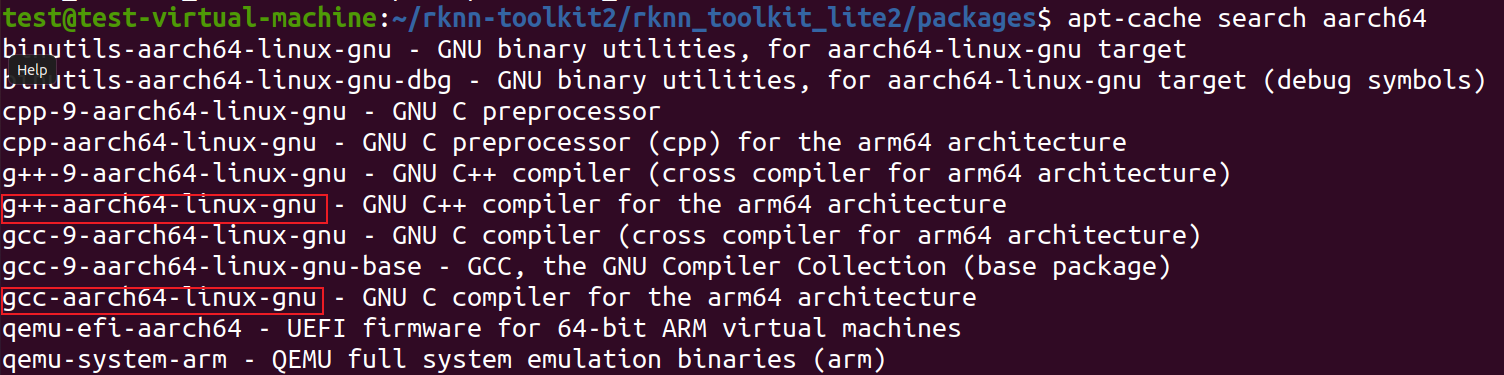 test@test-virtual-machine:~/rknn-toolkit2/rknn_toolkit_lite2/packages$ apt-cache search aarch64
binutils-aarch64-linux-gnu - GNU binary utilities, for aarch64-linux-gnu target
Help
binutils-aarch64-linux-gnu-dbg - GNU binary utilities, for aarch64-linux-gnu target (debug symbols)
cpp-9-aarch64-linux-gnu - GNU C preprocessor
cpp-aarch64-linux-gnu - GNU C preprocessor (cpp) for the arm64 architecture
g++-9-aarch64-linux-gnu - GNU C++ compiler (cross compiler for arm64 architecture)
g++-aarch64-linux-gnu - GNU C++ compiler for the arm64 architecture
gcc-9-aarch64-linux-gnu - GNU C compiler (cross compiler for arm64 architecture)
gcc-9-aarch64-linux-gnu-base - GCC, the GNU Compiler Collection (base package)
gcc-aarch64-linux-gnu - GNU C compiler for the arm64 architecture
qemu-efi-aarch64 - UEFI firmware for 64-bit ARM virtual machines
qemu-system-arm - QEMU full system emulation binaries (arm)